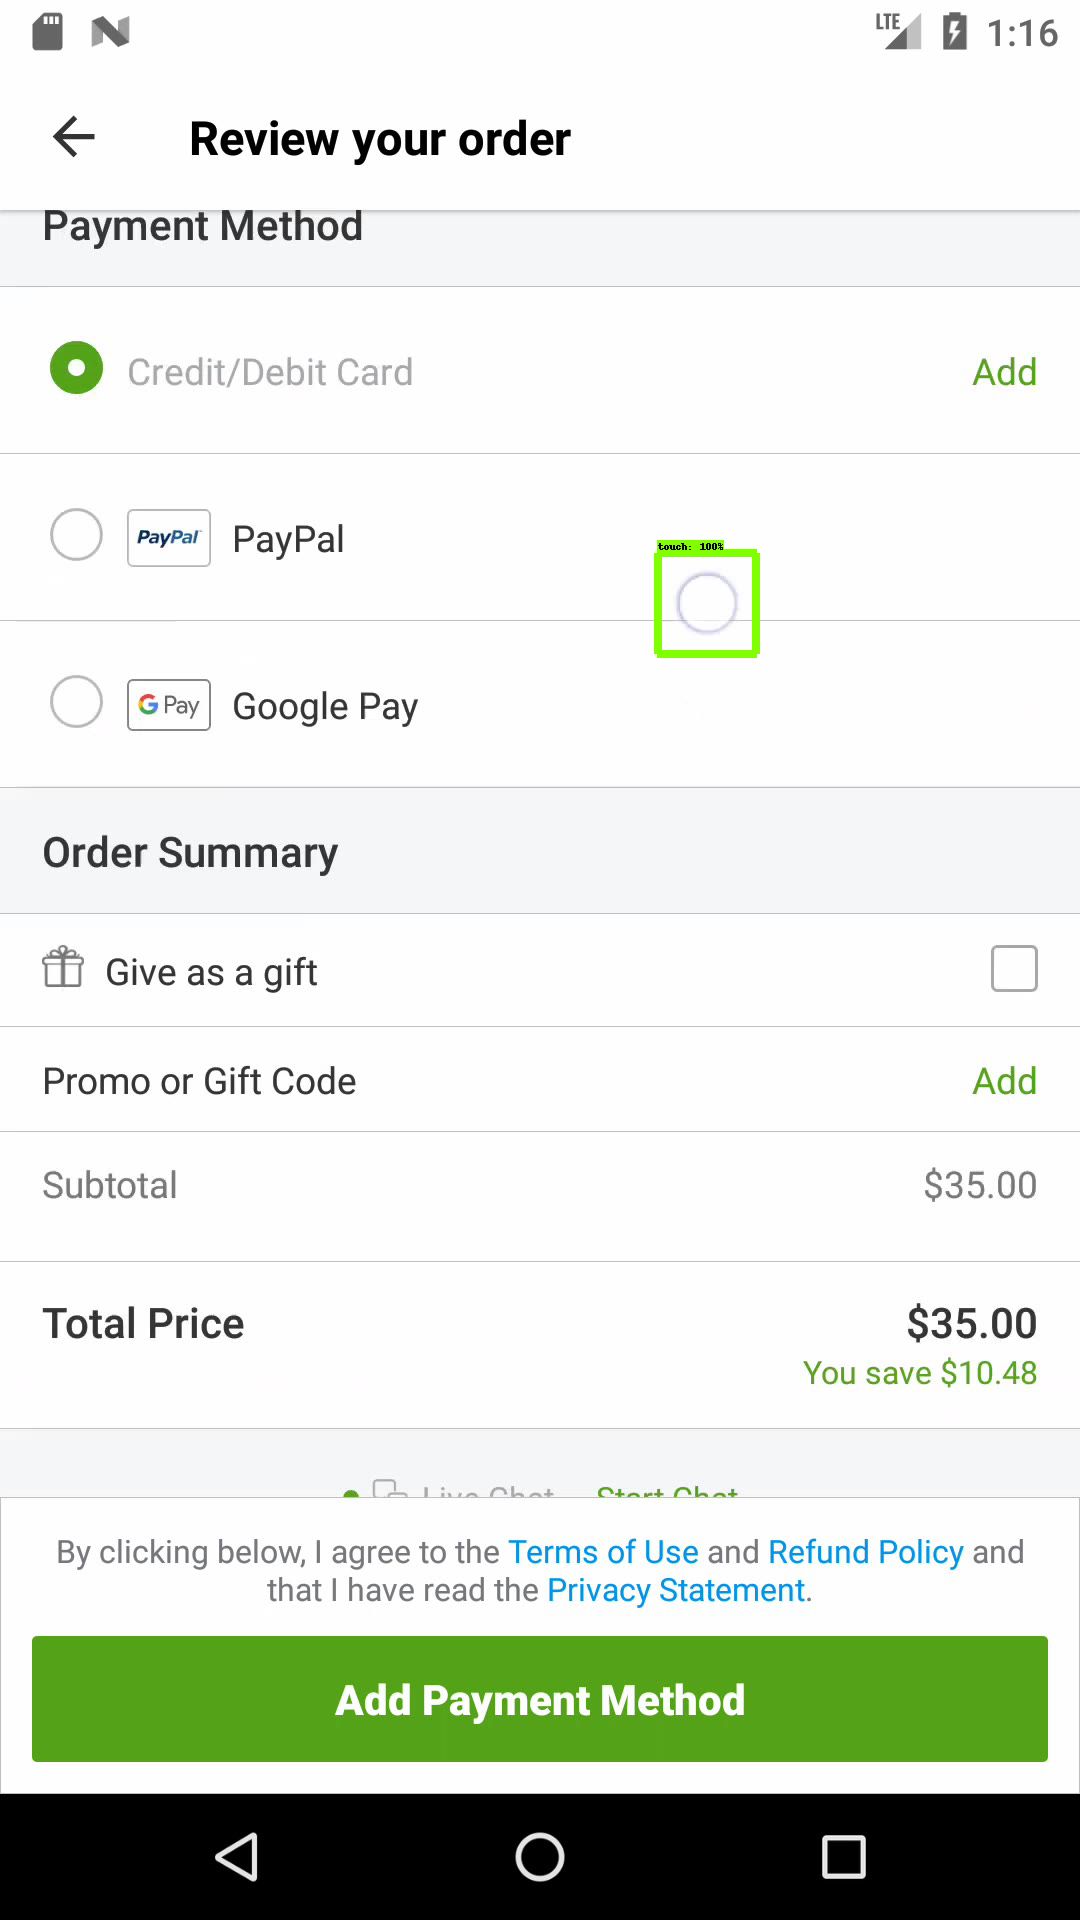 LTE 1:16
Review your order
Payment Method
Credit/Debit Card Add
PayPal PayPal
touch: 100%
G Pay Google Pay
Order Summary
Give as a gift
Promo or Gift Code Add
Subtotal $35.00
Total Price $35.00
You save $10.48
Live Chat Start Chat
By clicking below, I agree to the Terms of Use and Refund Policy and
that I have read the Privacy Statement.
Add Payment Method